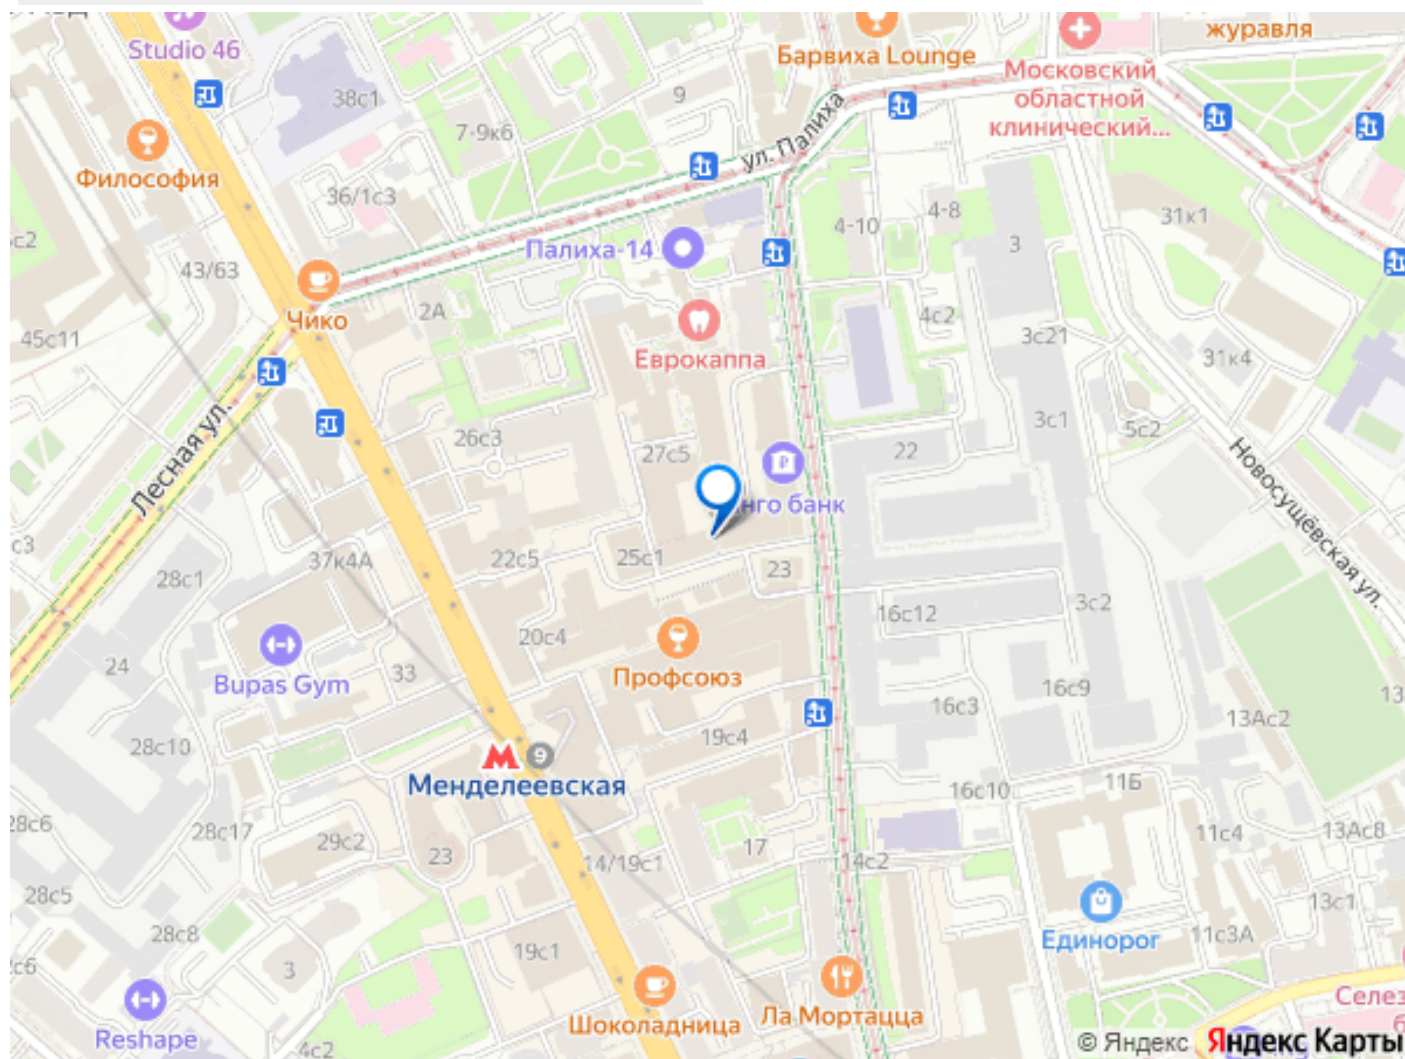 Studio 46
Барвиха Lounge
журавля
Московский
областной
клинический...
38с1
9
7-9к6
ул. Палиха
Философия
36/1с3
4-10
4-8
31к1
с2
Палиха-14
3
43/63
2А
Чико
4с2
45с11
Еврокаппа
3с21
31к4
Лесная ул.
26с3
27с5
22
3с1
5с2
нго банк
Новосущёвская ул.
с3
37к4А
22с5
25с1
23
28с1
16с12
3с2
20с4
24
Bupas Gym
33
Профсоюз
16с9
13
16с3
13Ас2
28с10
19с4
9
Менделеевская
16с10
11Б
28с6
28с17
29с2
23
14/19с1
17
14с2
11с4
13Ас8
28с5
13с1
28с8
Единорог
11с3А
19с1
3
с6
Reshape
Шоколадница
Ла Мортацца
Селез
4с2
© Яндекс Яндекс Карты